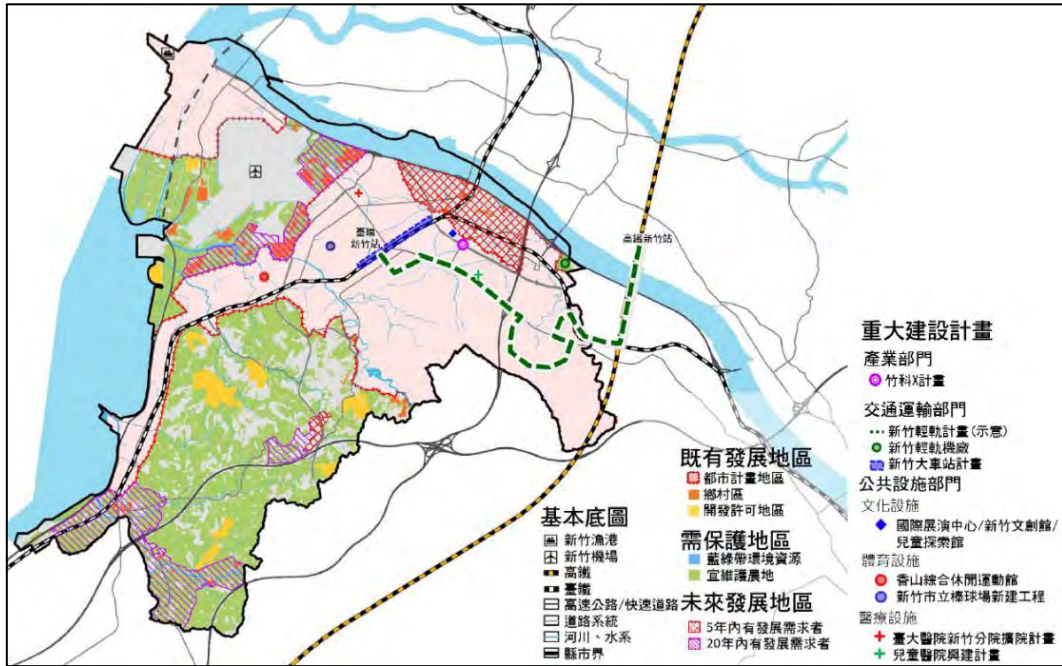 臺鐵
新竹站
高鐵新竹站
基本底圖
新竹漁港
新竹機場
高鐵
臺鐵
高速公路/快速道路
道路系統
河川、水系
縣市界
既有發展地區
都市計畫地區
鄉村區
開發許可地區
需保護地區
藍綠帶環境資源
宜維護農地
未來發展地區
5年內有發展需求者
20年內有發展需求者
重大建設計畫
產業部門
竹科X計畫
交通運輸部門
新竹輕軌計畫(示意)
新竹輕軌機廠
新竹大車站計畫
公共設施部門
文化設施
國際展演中心/新竹文創館/
兒童探索館
體育設施
香山綜合休閒運動館
新竹市立棒球場新建工程
醫療設施
臺大醫院新竹分院擴院計畫
兒童醫院興建計畫